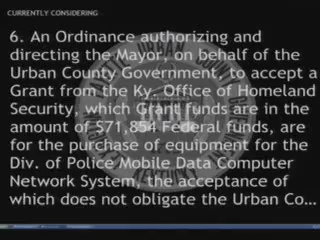 CURRENTLY CONSIDERING
6. An Ordinance authorizing and
directing the Mayor, on behalf of the
Urban County Government, to accept a
Grant from the Ky. Office of Homeland
Security, which Grant funds are in the
amount of $71,854 Federal funds, are
for the purchase of equipment for the
Div. of Police Mobile Data Computer
Network System, the acceptance of
which does not obligate the Urban Co...